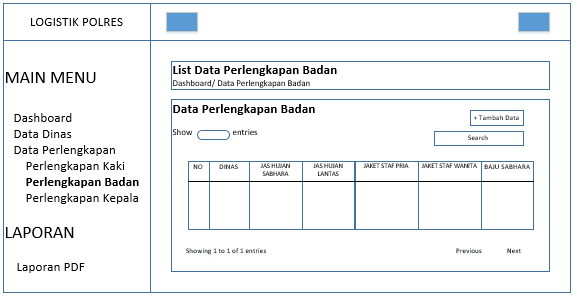 LOGISTIK POLRES
MAIN MENU
Dashboard
Data Dinas
Data Perlengkapan
Perlengkapan Kaki
Perlengkapan Badan
Perlengkapan Kepala
LAPORAN
Laporan PDF
List Data Perlengkapan Badan
Dashboard/ Data Perlengkapan Badan
Data Perlengkapan Badan
+ Tambah Data
Show entries
Search
NO DINAS JAS HUJAN SABHARA JAS HUJAN LANTAS JAKET STAF PRIA JAKET STAF WANITA BAJU SABHARA
Showing 1 to 1 of 1 entries Previous Next